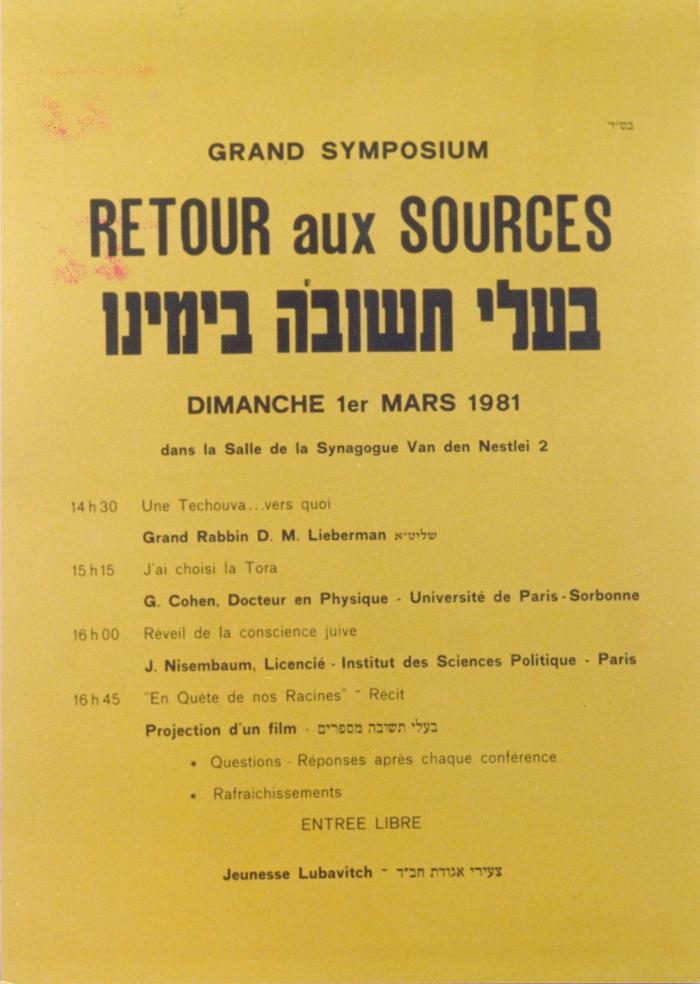 בס״ד
GRAND SYMPOSIUM
RETOUR aux SOURCES
בעלי תשובה בימינו
DIMANCHE 1er MARS 1981
dans la Salle de la Synagogue Van den Nestlei 2
14 h 30 Une Techouva...vers quoi
Grand Rabbin D. M. Lieberman שליט״א
15 h 15 J'ai choisi la Tora
G. Cohen, Docteur en Physique - Université de Paris-Sorbonne
16 h 00 Réveil de la conscience juive
J. Nisembaum, Licencié - Institut des Sciences Politique - Paris
16 h 45 "En Quète de nos Racines" - Récit
Projection d'un film - בעלי תשובה מספרים
* Questions - Réponses après chaque conférence
* Rafraichissements
ENTREE LIBRE
Jeunesse Lubavitch - צעירי אגודת חב״ד